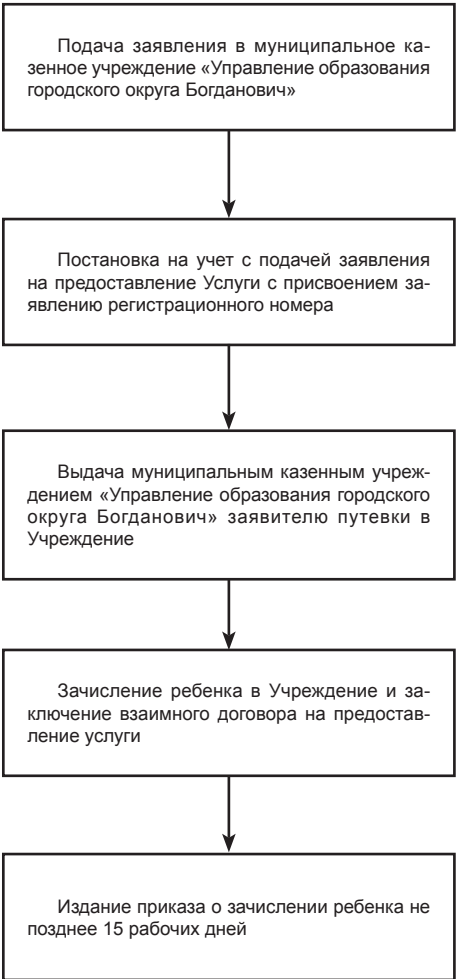 Подача заявления в муниципальное ка-
зенное учреждение «Управление образования
городского округа Богданович»
Постановка на учет с подачей заявления
на предоставление Услуги с присвоением за-
явлению регистрационного номера
Выдача муниципальным казенным учреж-
дением «Управление образования городского
округа Богданович» заявителю путевки в
Учреждение
Зачисление ребенка в Учреждение и за-
ключение взаимного договора на предостав-
ление услуги
Издание приказа о зачислении ребенка не
позднее 15 рабочих дней